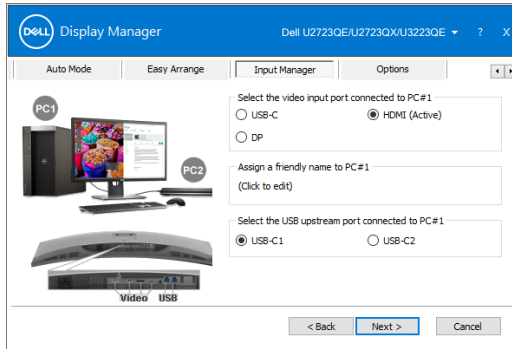 DELL Display Manager
Dell U2723QE/U2723QX/U3223QE ? X
Auto Mode Easy Arrange Input Manager Options
PC1
PC2
Video USB
Select the video input port connected to PC#1
USB-C HDMI (Active)
DP
Assign a friendly name to PC#1
(Click to edit)
Select the USB upstream port connected to PC#1
USB-C1 USB-C2
< Back Next > Cancel